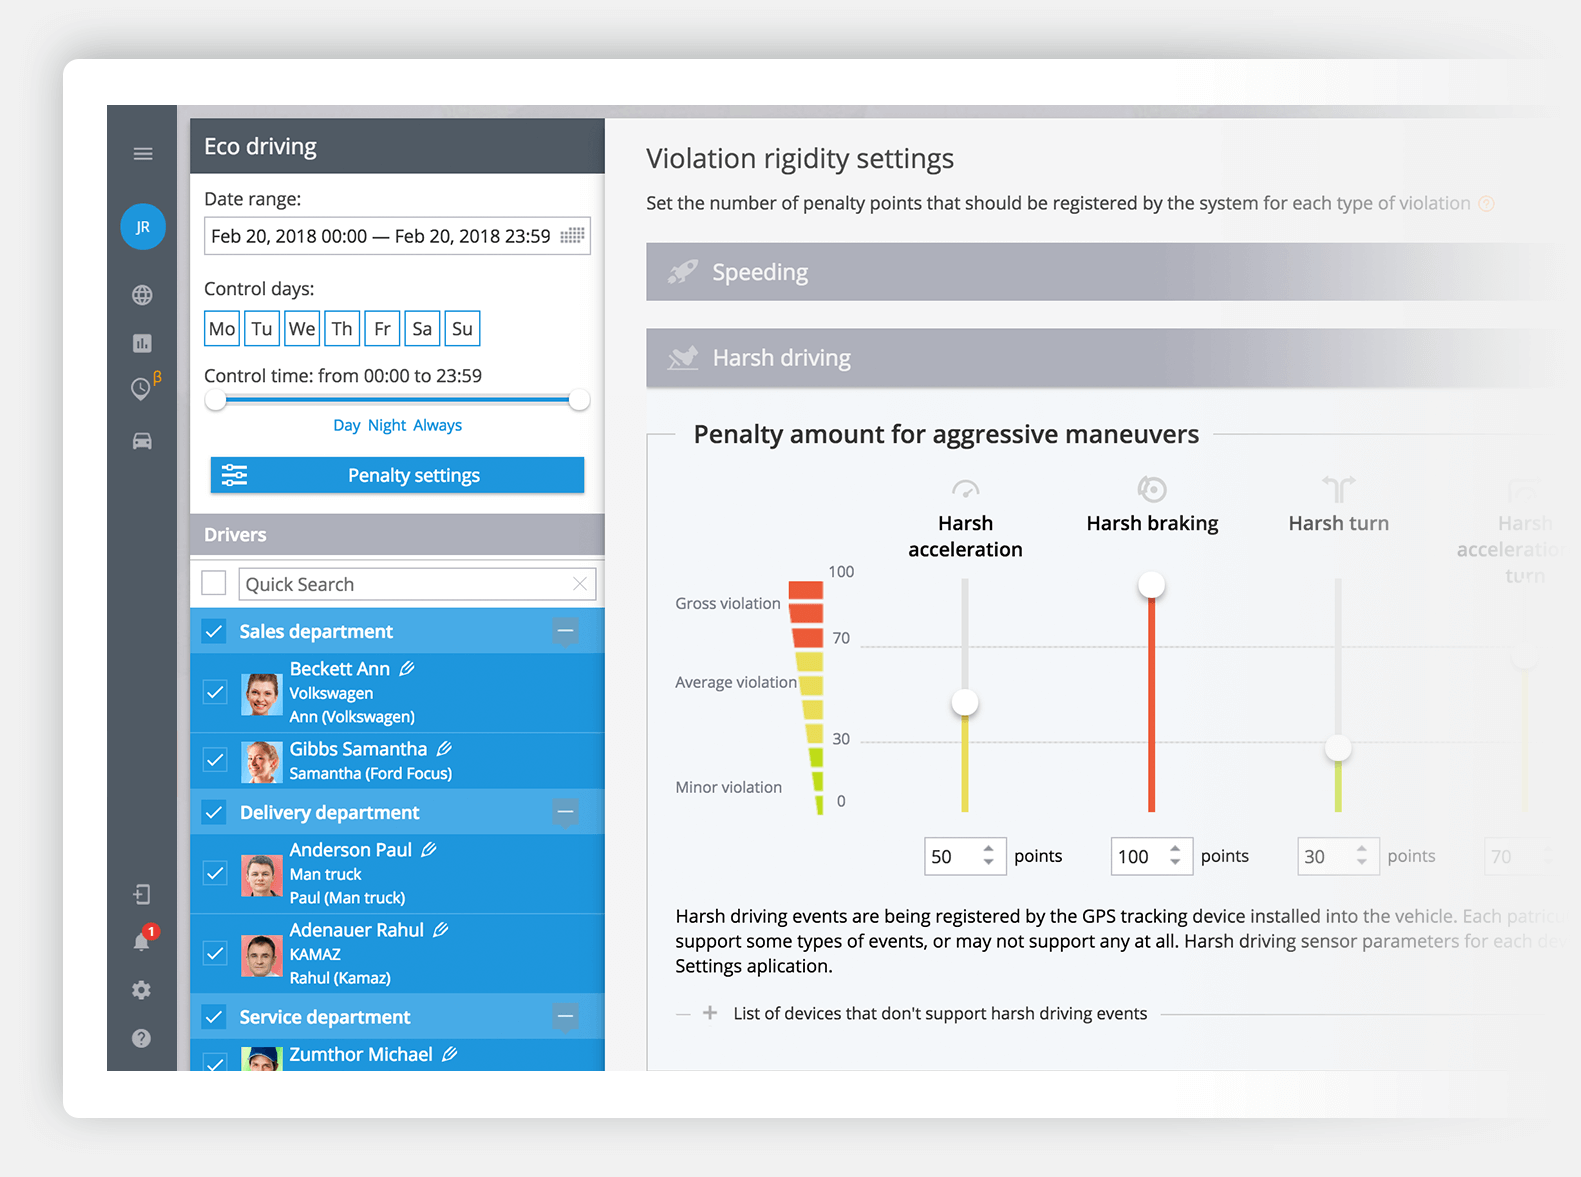 Eco driving
JR
Date range:
Feb 20, 2018 00:00 — Feb 20, 2018 23:59
Control days:
Mo Tu We Th Fr Sa Su
β
Control time: from 00:00 to 23:59
Day Night Always
Penalty settings
Drivers
Quick Search
Sales department
Beckett Ann
Volkswagen
Ann (Volkswagen)
Gibbs Samantha
Samantha (Ford Focus)
Delivery department
Anderson Paul
Man truck
Paul (Man truck)
Adenauer Rahul
KAMAZ
Rahul (Kamaz)
1
Service department
Zumthor Michael
?
Violation rigidity settings
Set the number of penalty points that should be registered by the system for each type of violation ?
Speeding
Harsh driving
Penalty amount for aggressive maneuvers
Harsh
acceleration
Harsh braking
Harsh turn
Harsh
acceleration
turn
100
Gross violation
70
Average violation
30
Minor violation
0
50 points
100 points
30 points
70
Harsh driving events are being registered by the GPS tracking device installed into the vehicle. Each
support some types of events, or may not support any at all. Harsh driving sensor parameters for each
Settings aplication.
+ List of devices that don't support harsh driving events